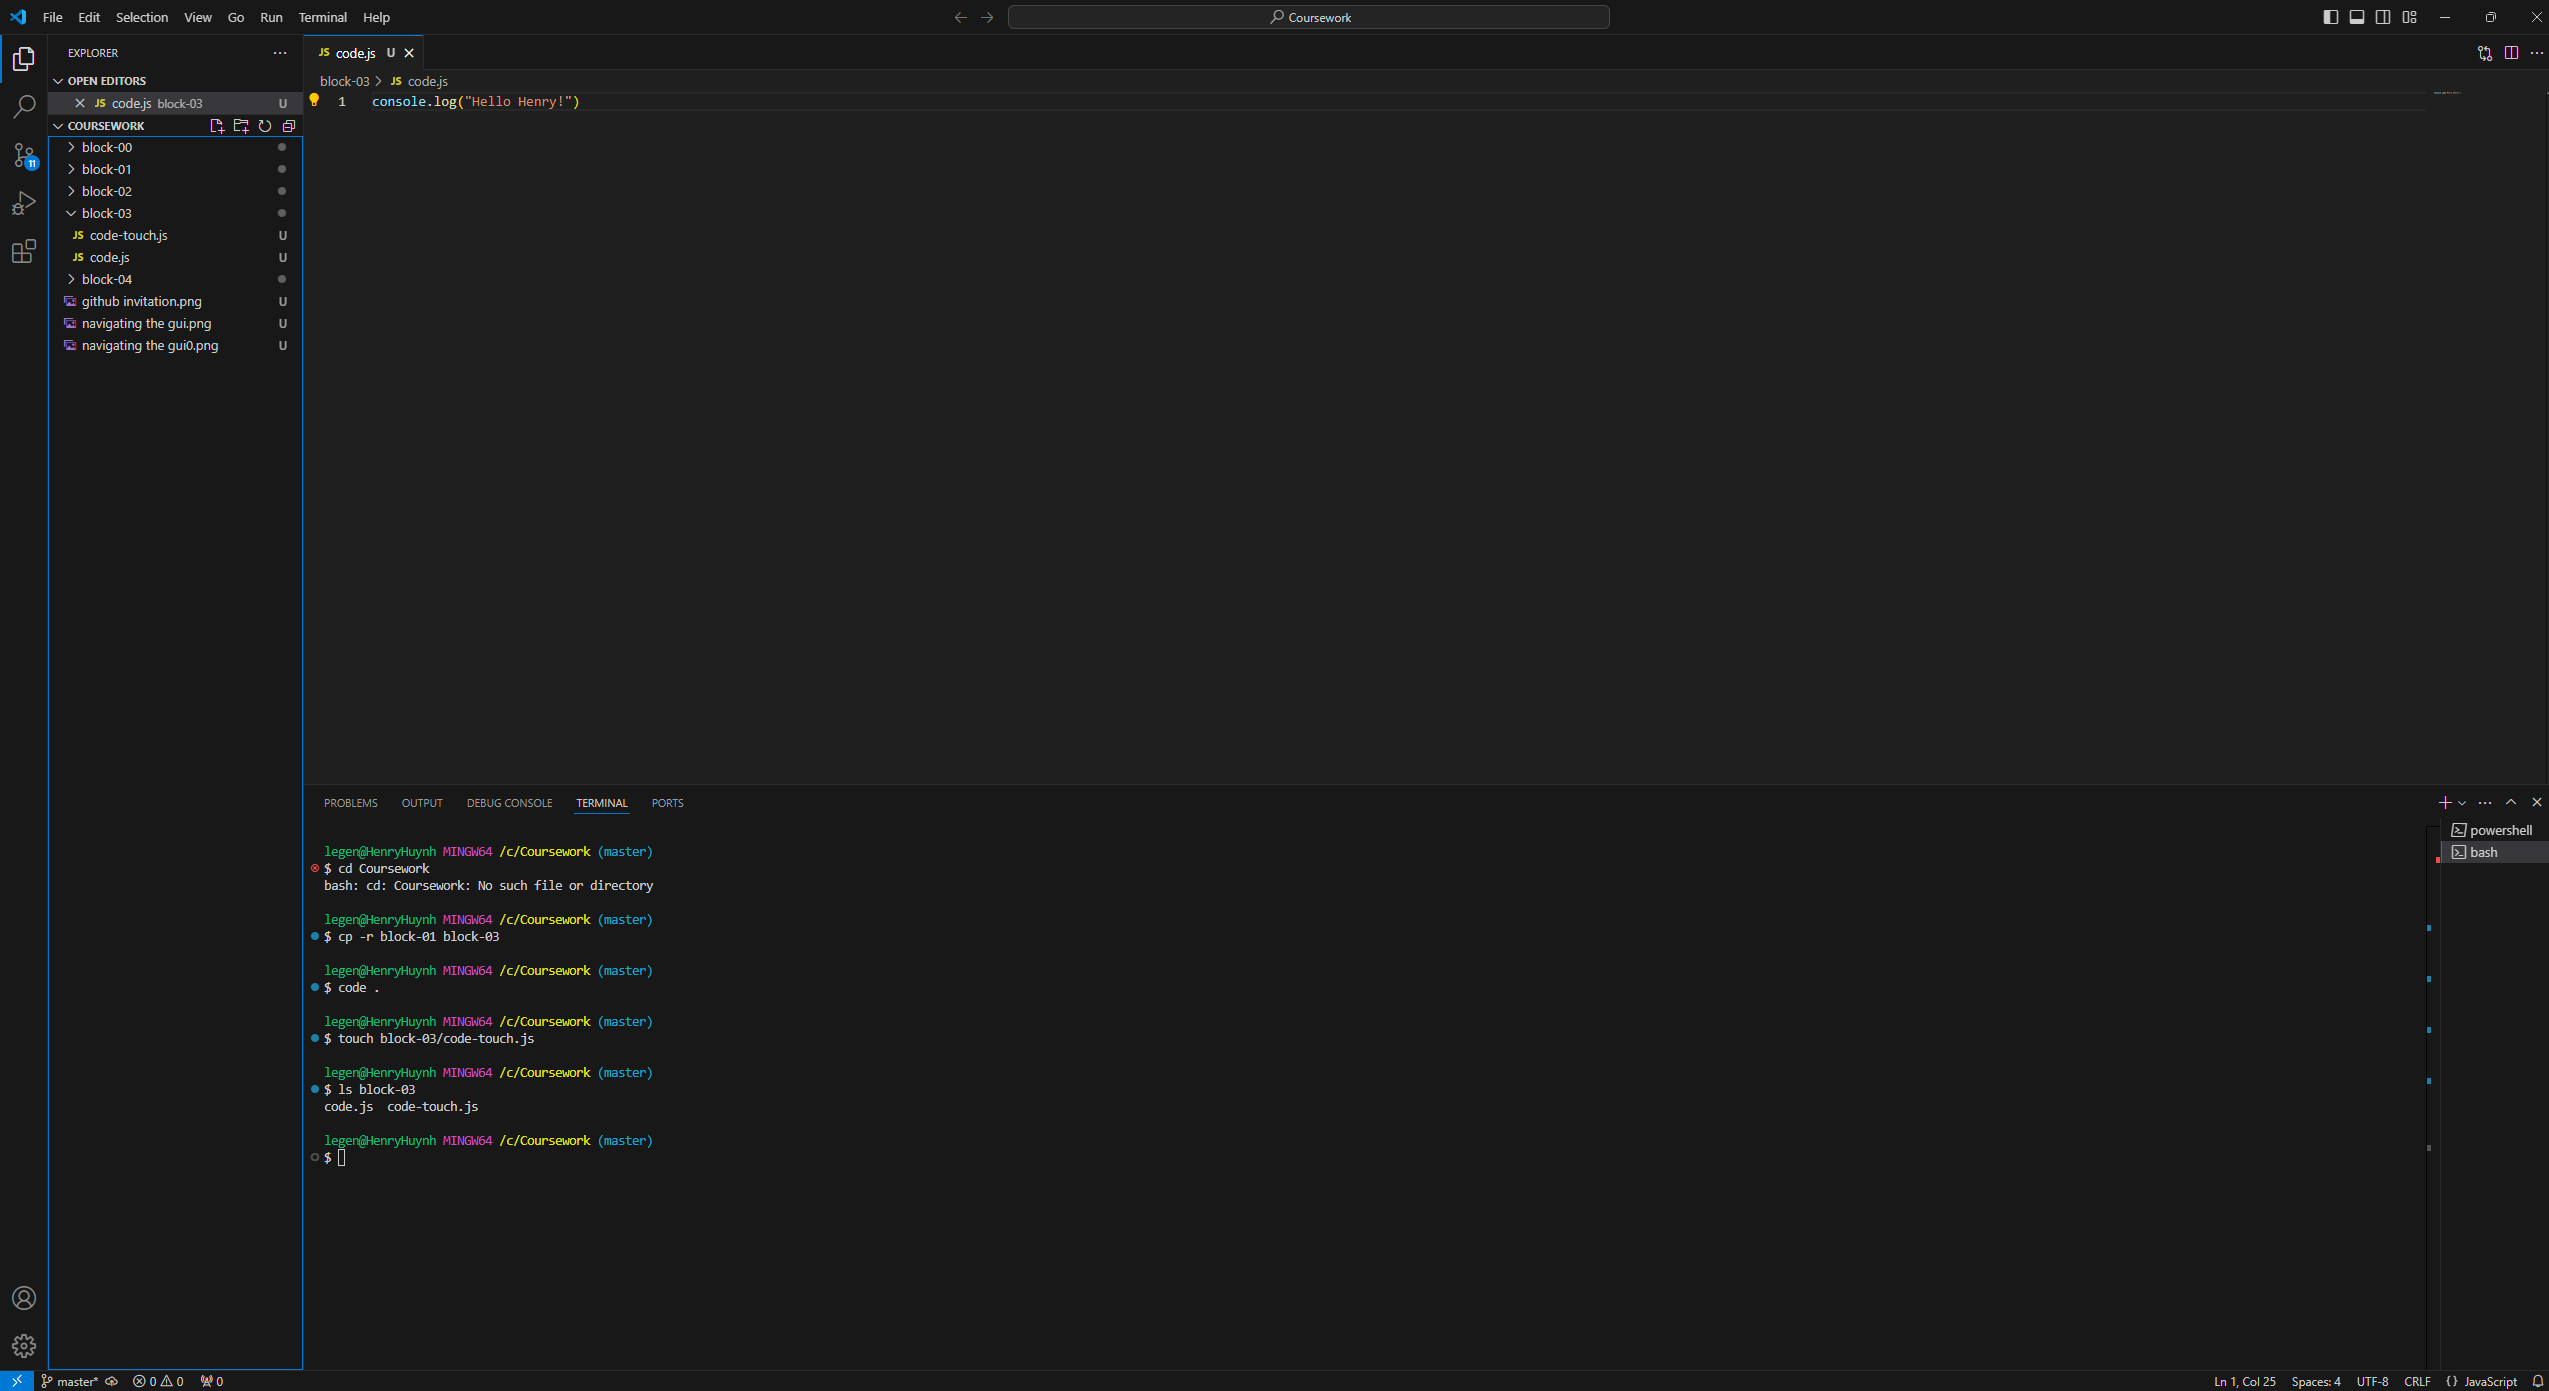 File Edit Selection View Go Run Terminal Help
Coursework
EXPLORER
OPEN EDITORS
JS code.js block-03 U
COURSEWORK
block-00
block-01
block-02
block-03
JS code-touch.js U
JS code.js U
block-04
github invitation.png U
navigating the gui.png U
navigating the gui0.png U
11
JS code.js U
block-03 > JS code.js
1 console.log("Hello Henry!")
PROBLEMS OUTPUT DEBUG CONSOLE TERMINAL PORTS
powershell
bash
legen@HenryHuynh MINGW64 /c/Coursework (master)
$ cd Coursework
bash: cd: Coursework: No such file or directory
legen@HenryHuynh MINGW64 /c/Coursework (master)
$ cp -r block-01 block-03
legen@HenryHuynh MINGW64 /c/Coursework (master)
$ code .
legen@HenryHuynh MINGW64 /c/Coursework (master)
$ touch block-03/code-touch.js
legen@HenryHuynh MINGW64 /c/Coursework (master)
$ ls block-03
code.js code-touch.js
legen@HenryHuynh MINGW64 /c/Coursework (master)
$
master* 0 0 0
Ln 1, Col 25 Spaces: 4 UTF-8 CRLF {} JavaScript